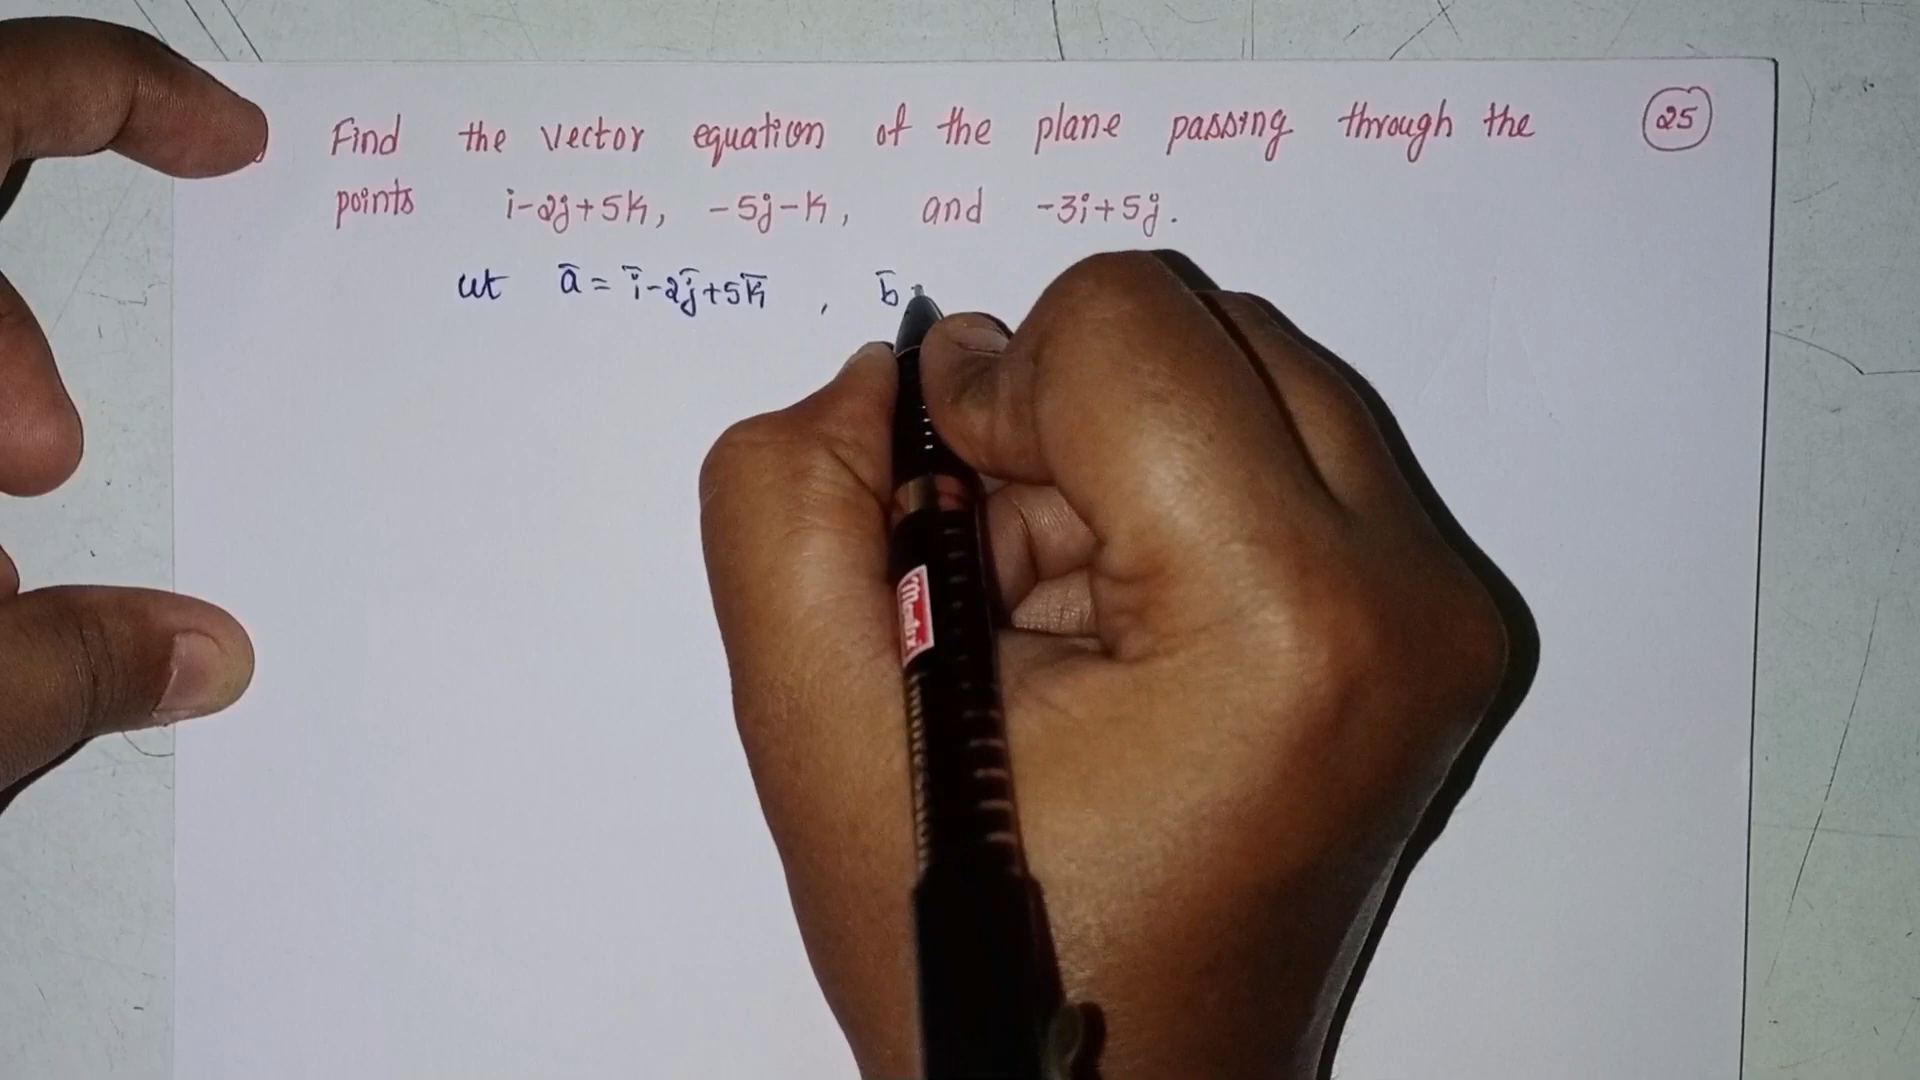 Find the vector equation of the plane passing through the
25
points i-2j+5k, -5j-k, and -3i+5j.
let a̅ = i̅-2j̅+5k̅ , b̅